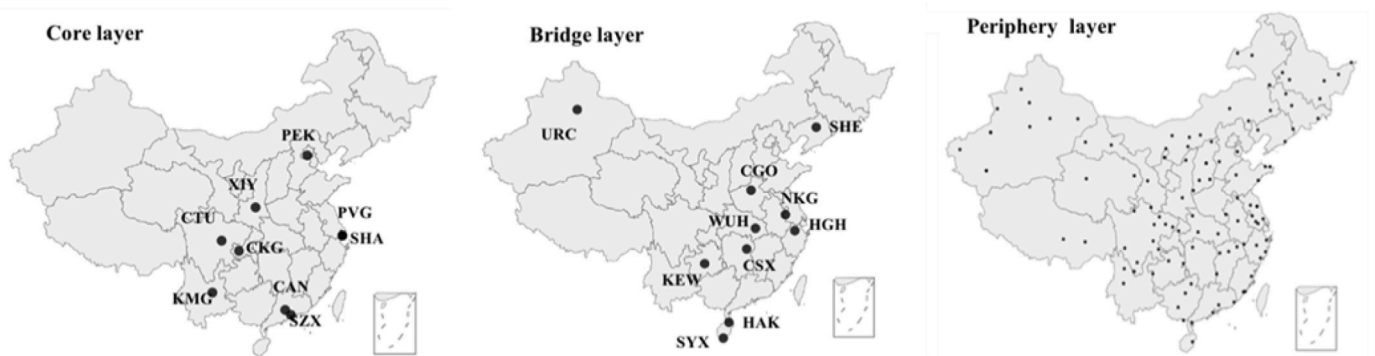 Core layer
PEK
XIY
CTU
PVG
SHA
CKG
CAN
KMG
SZX
Bridge layer
URC
SHE
CGO
NKG
WUH
HGH
CSX
KEW
HAK
SYX
Periphery layer